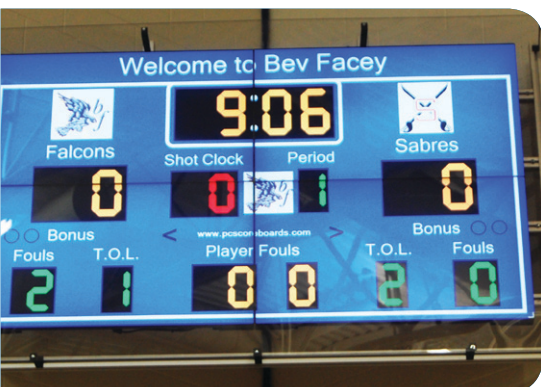 Welcome to Bev Facey
9:06
Falcons
Shot Clock
Period
Sabres
0
0
1
0
Bonus
< www.pcscoreboards.com >
Bonus
Fouls
T.O.L.
Player Fouls
T.O.L.
Fouls
2
1
0 0
2
0